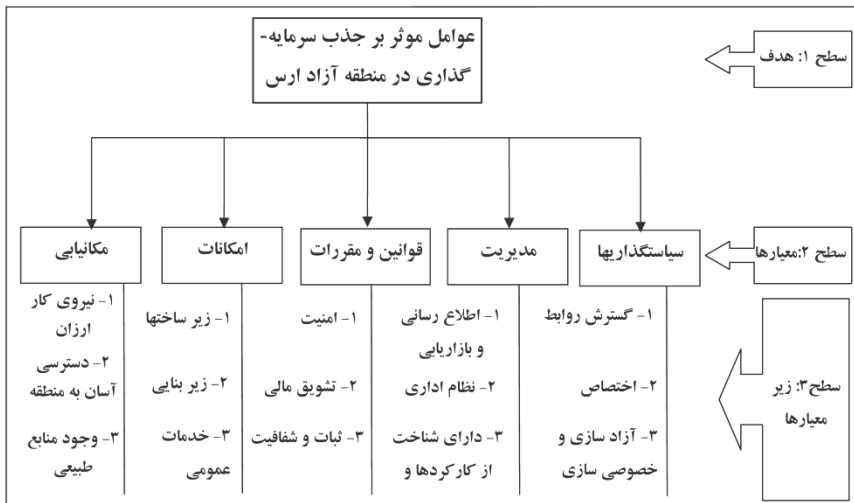 عوامل موثر بر جذب سرمایه-
گذاری در منطقه آزاد ارس
سطح ۱: هدف
سیاستگذاریها
مدیریت
قوانین و مقررات
امکانات
مکانیابی
سطح ۲:معیارها
۱- گسترش روابط
۲- اختصاص
۳- آزاد سازی و
خصوصی سازی
۱- اطلاع رسانی
و بازاریابی
۲- نظام اداری
۳- دارای شناخت
از کارکردها و
۱- امنیت
۲- تشویق مالی
۳- ثبات و شفافیت
۱- زیر ساختها
۲- زیر بنایی
۳- خدمات
عمومی
۱- نیروی کار
ارزان
۲- دسترسی
آسان به منطقه
۳- وجود منابع
طبیعی
سطح۳: زیر
معیارها